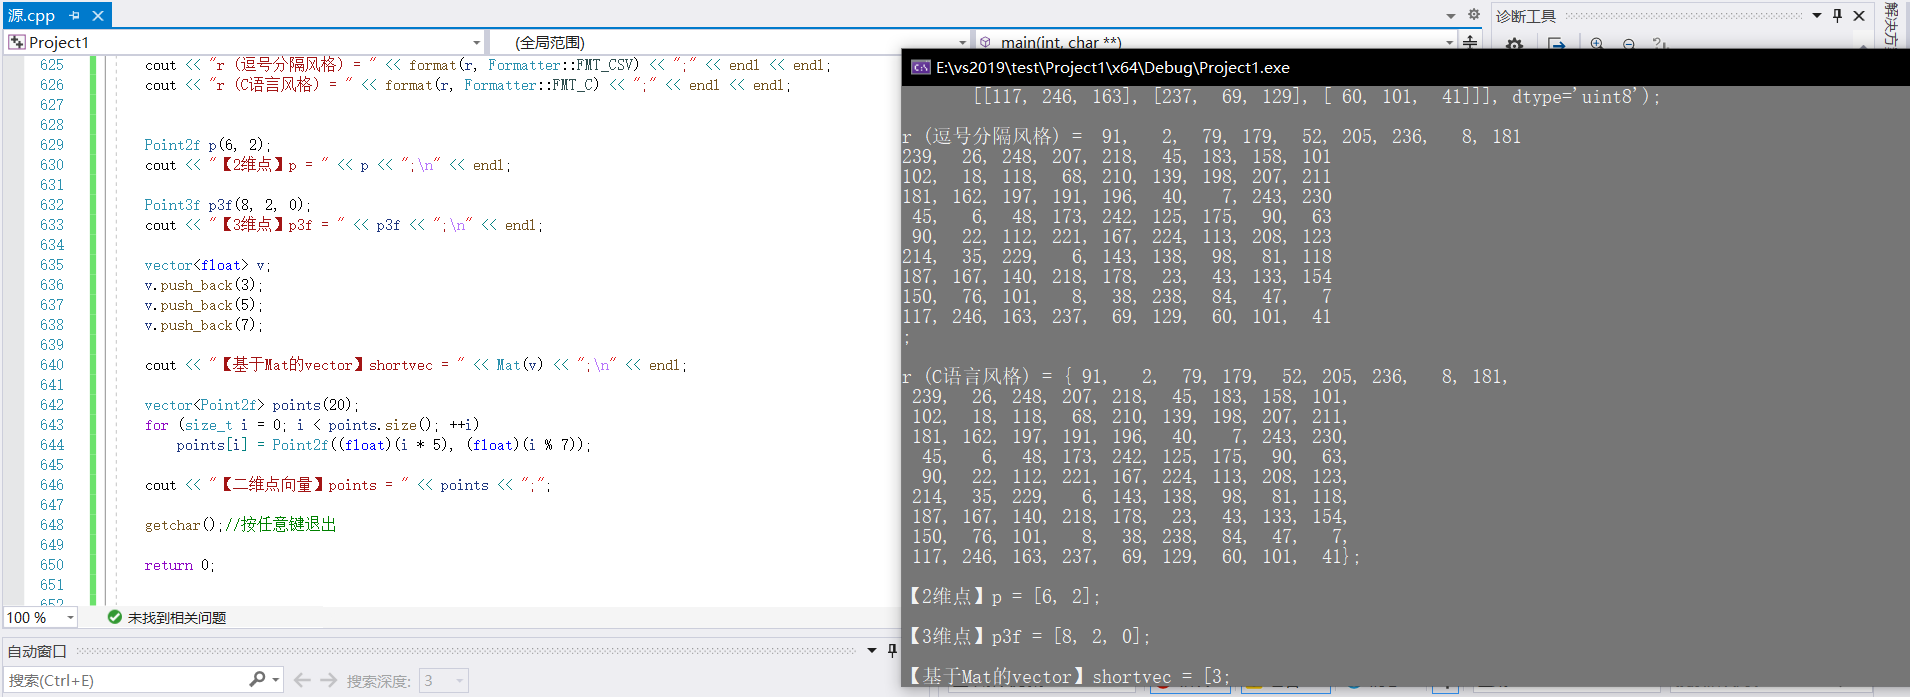 源.cpp
诊断工具
解决方
Project1
(全局范围)
main(int, char **)
625 cout << "r (逗号分隔风格) = " << format(r, Formatter::FMT_CSV) << ";" << endl << endl;
626 cout << "r (C语言风格) = " << format(r, Formatter::FMT_C) << ";" << endl << endl;
627
628
629 Point2f p(6, 2);
630 cout << "【2维点】p = " << p << ";\n" << endl;
631
632 Point3f p3f(8, 2, 0);
633 cout << "【3维点】p3f = " << p3f << ";\n" << endl;
634
635 vector<float> v;
636 v.push_back(3);
637 v.push_back(5);
638 v.push_back(7);
639
640 cout << "【基于Mat的vector】shortvec = " << Mat(v) << ";\n" << endl;
641
642 vector<Point2f> points(20);
643 for (size_t i = 0; i < points.size(); ++i)
644 points[i] = Point2f((float)(i * 5), (float)(i % 7));
645
646 cout << "【二维点向量】points = " << points << ";";
647
648 getchar();//按任意键退出
649
650 return 0;
651
652
100 %
未找到相关问题
自动窗口
搜索(Ctrl+E)
搜索深度:
3
E:\vs2019\test\Project1\x64\Debug\Project1.exe
[[117, 246, 163], [237, 69, 129], [ 60, 101, 41]]], dtype='uint8');
r (逗号分隔风格) = 91, 2, 79, 179, 52, 205, 236, 8, 181
239, 26, 248, 207, 218, 45, 183, 158, 101
102, 18, 118, 68, 210, 139, 198, 207, 211
181, 162, 197, 191, 196, 40, 7, 243, 230
45, 6, 48, 173, 242, 125, 175, 90, 63
90, 22, 112, 221, 167, 224, 113, 208, 123
214, 35, 229, 6, 143, 138, 98, 81, 118
187, 167, 140, 218, 178, 23, 43, 133, 154
150, 76, 101, 8, 38, 238, 84, 47, 7
117, 246, 163, 237, 69, 129, 60, 101, 41
;
r (C语言风格) = { 91, 2, 79, 179, 52, 205, 236, 8, 181,
239, 26, 248, 207, 218, 45, 183, 158, 101,
102, 18, 118, 68, 210, 139, 198, 207, 211,
181, 162, 197, 191, 196, 40, 7, 243, 230,
45, 6, 48, 173, 242, 125, 175, 90, 63,
90, 22, 112, 221, 167, 224, 113, 208, 123,
214, 35, 229, 6, 143, 138, 98, 81, 118,
187, 167, 140, 218, 178, 23, 43, 133, 154,
150, 76, 101, 8, 38, 238, 84, 47, 7,
117, 246, 163, 237, 69, 129, 60, 101, 41};
【2维点】p = [6, 2];
【3维点】p3f = [8, 2, 0];
【基于Mat的vector】shortvec = [3;